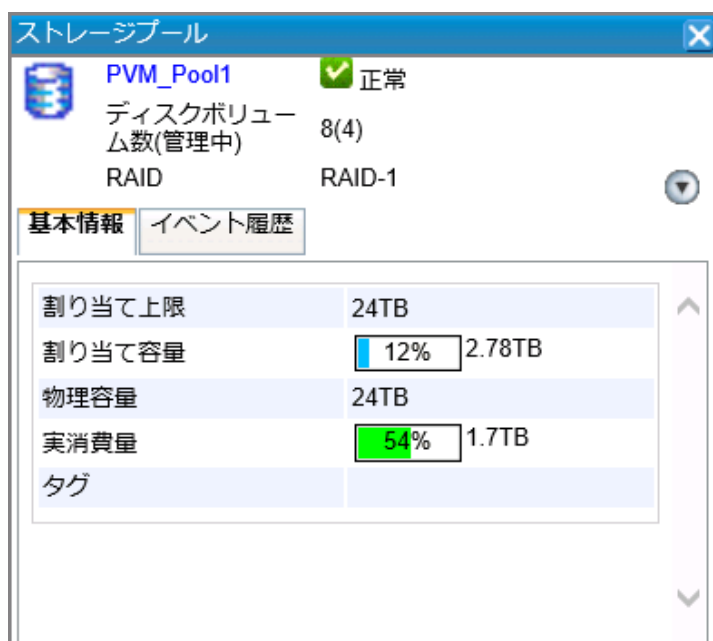 ストレージプール
PVM_Pool1 正常
ディスクボリュー
ム数(管理中) 8(4)
RAID RAID-1
基本情報 イベント履歴
割り当て上限 24TB
割り当て容量 12% 2.78TB
物理容量 24TB
実消費量 54% 1.7TB
タグ